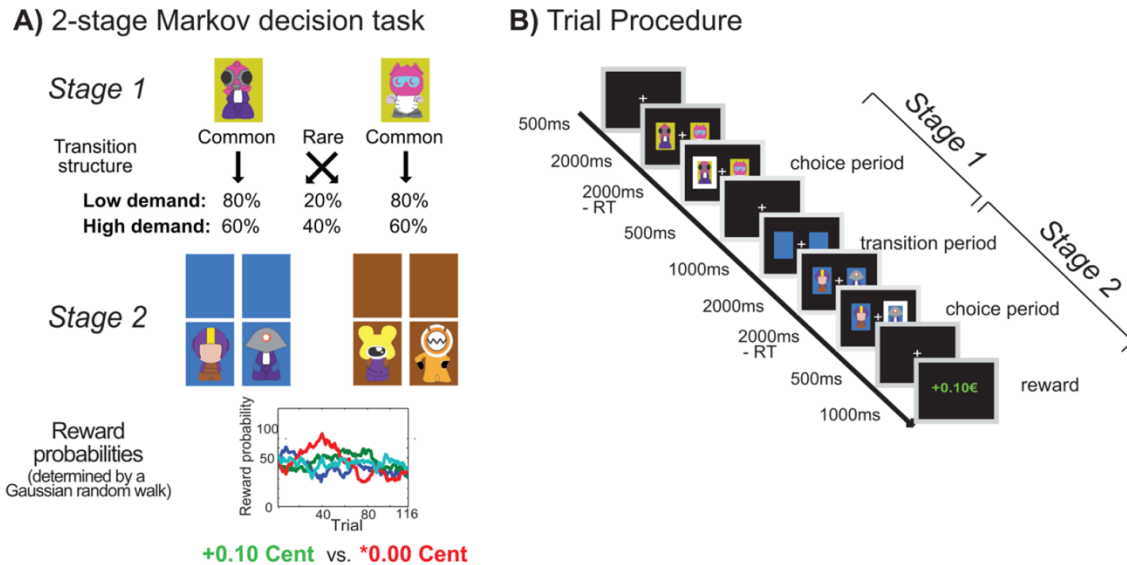 A) 2-stage Markov decision task
Stage 1
Transition
structure
Common
Rare
Common
Low demand: 80% 20% 80%
High demand: 60% 40% 60%
Stage 2
Reward
probabilities
(determined by a
Gaussian random walk)
Reward probability
100
50
0
40 80 116
Trial
+0.10 Cent vs. *0.00 Cent
B) Trial Procedure
500ms
2000ms
2000ms
- RT
500ms
1000ms
2000ms
2000ms
- RT
500ms
1000ms
choice period
transition period
choice period
+0.10€
reward
Stage 1
Stage 2